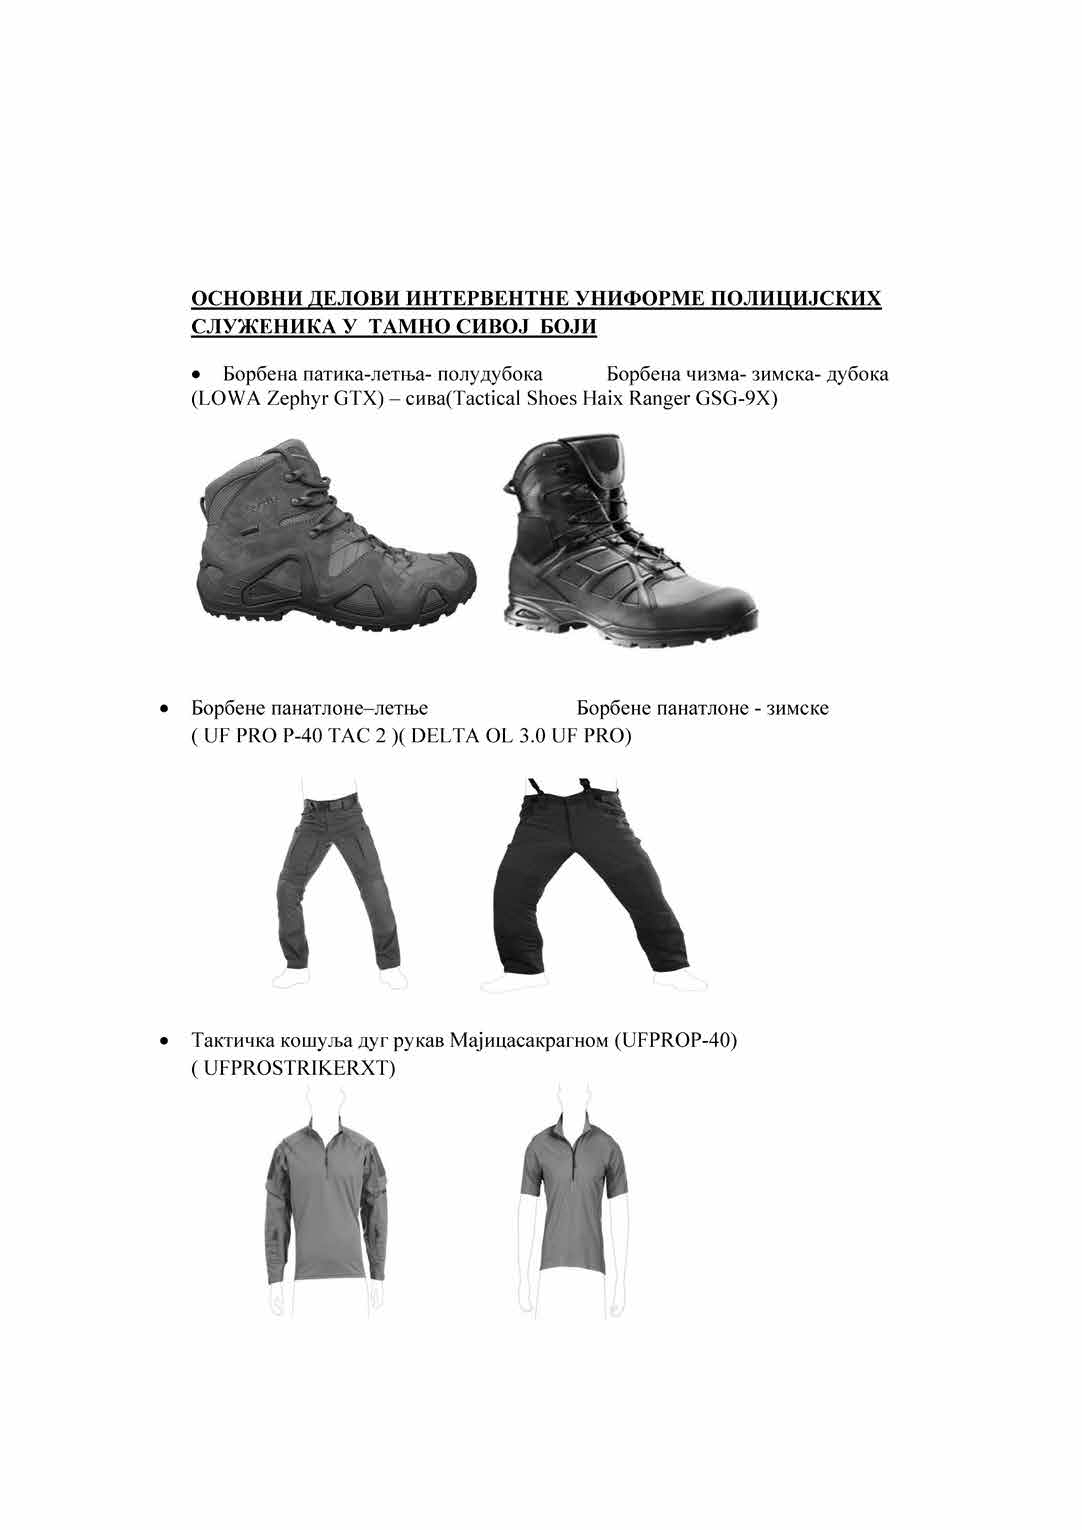 ОСНОВНИ ДЕЛОВИ ИНТЕРВЕНТНЕ УНИФОРМЕ ПОЛИЦИЈСКИХ
СЛУЖЕНИКА У ТАМНО СИВОЈ БОЈИ
• Борбена патика-летња- полудубока Борбена чизма- зимска- дубока
(LOWA Zephyr GTX) – сива(Tactical Shoes Haix Ranger GSG-9X)
• Борбене панатлоне–летње Борбене панатлоне - зимске
( UF PRO P-40 TAC 2 )( DELTA OL 3.0 UF PRO)
• Тактичка кошуља дуг рукав Мајицасакрагном (UFPROP-40)
( UFPROSTRIKERXT)